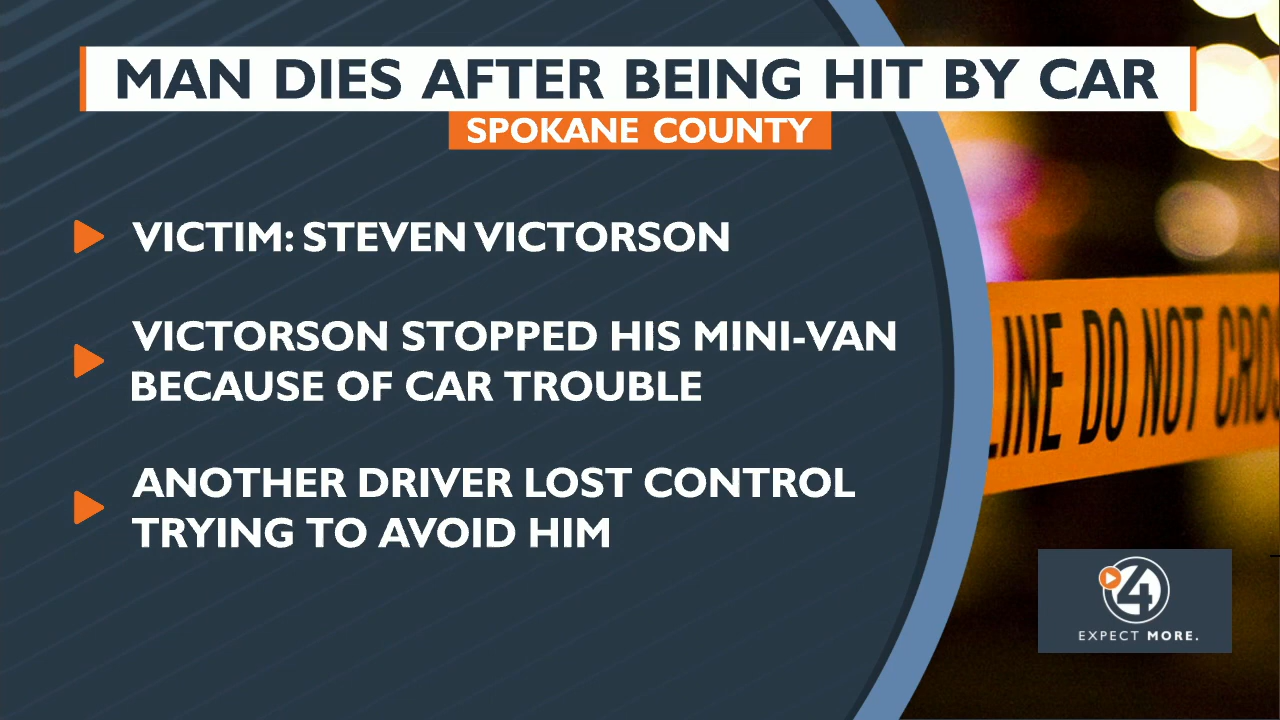 MAN DIES AFTER BEING HIT BY CAR
SPOKANE COUNTY
VICTIM: STEVEN VICTORSON
VICTORSON STOPPED HIS MINI-VAN
BECAUSE OF CAR TROUBLE
ANOTHER DRIVER LOST CONTROL
TRYING TO AVOID HIM
LINE DO NOT CROS
4
EXPECT MORE.